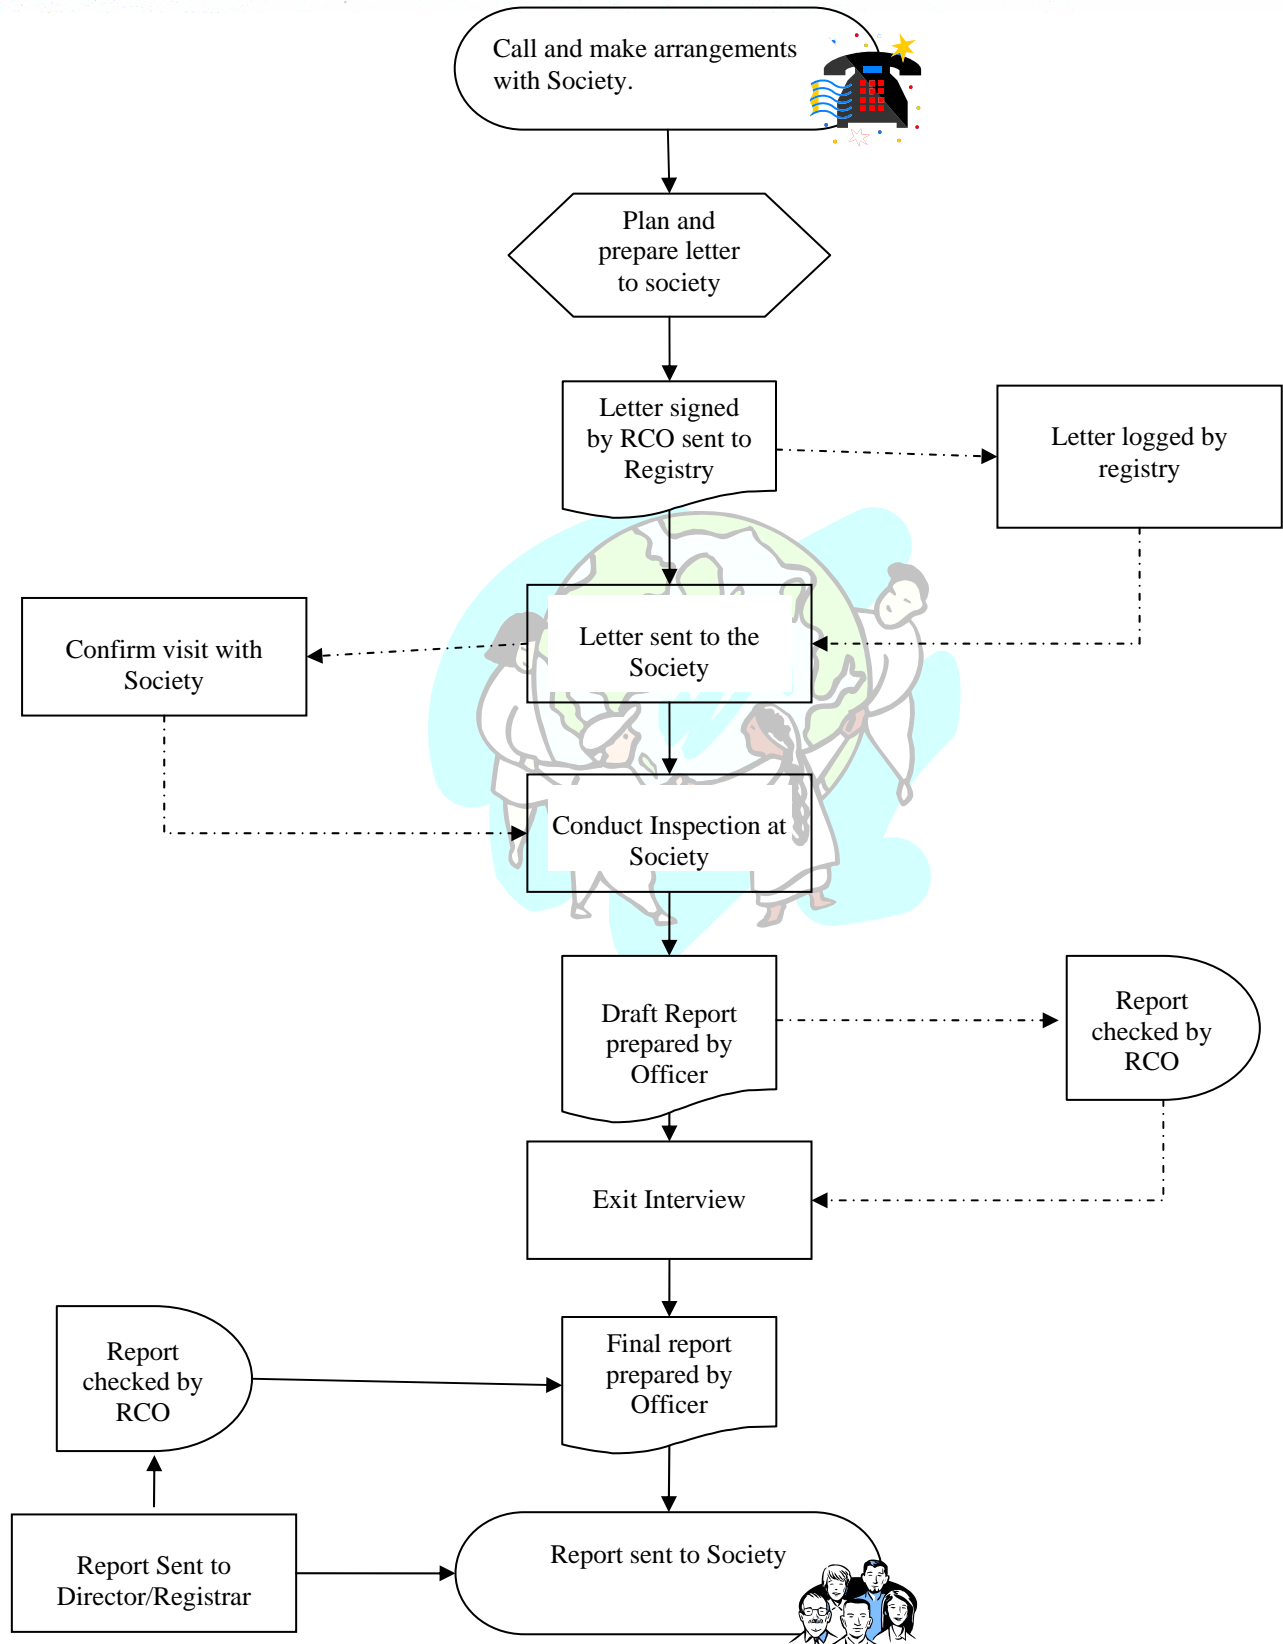 Call and make arrangements
with Society.
Plan and
prepare letter
to society
Letter signed
by RCO sent to
Registry
Letter logged by
registry
Letter sent to the
Society
Confirm visit with
Society
Conduct Inspection at
Society
Draft Report
prepared by
Officer
Report
checked by
RCO
Exit Interview
Final report
prepared by
Officer
Report
checked by
RCO
Report Sent to
Director/Registrar
Report sent to Society